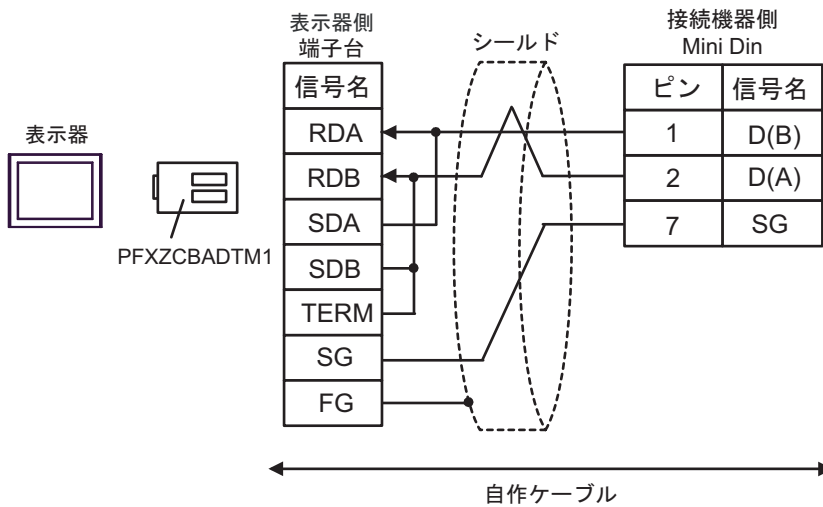 表示器
PFXZCBADTM1
表示器側
端子台
信号名
RDA
RDB
SDA
SDB
TERM
SG
FG
シールド
接続機器側
Mini Din
ピン 信号名
1 D(B)
2 D(A)
7 SG
自作ケーブル